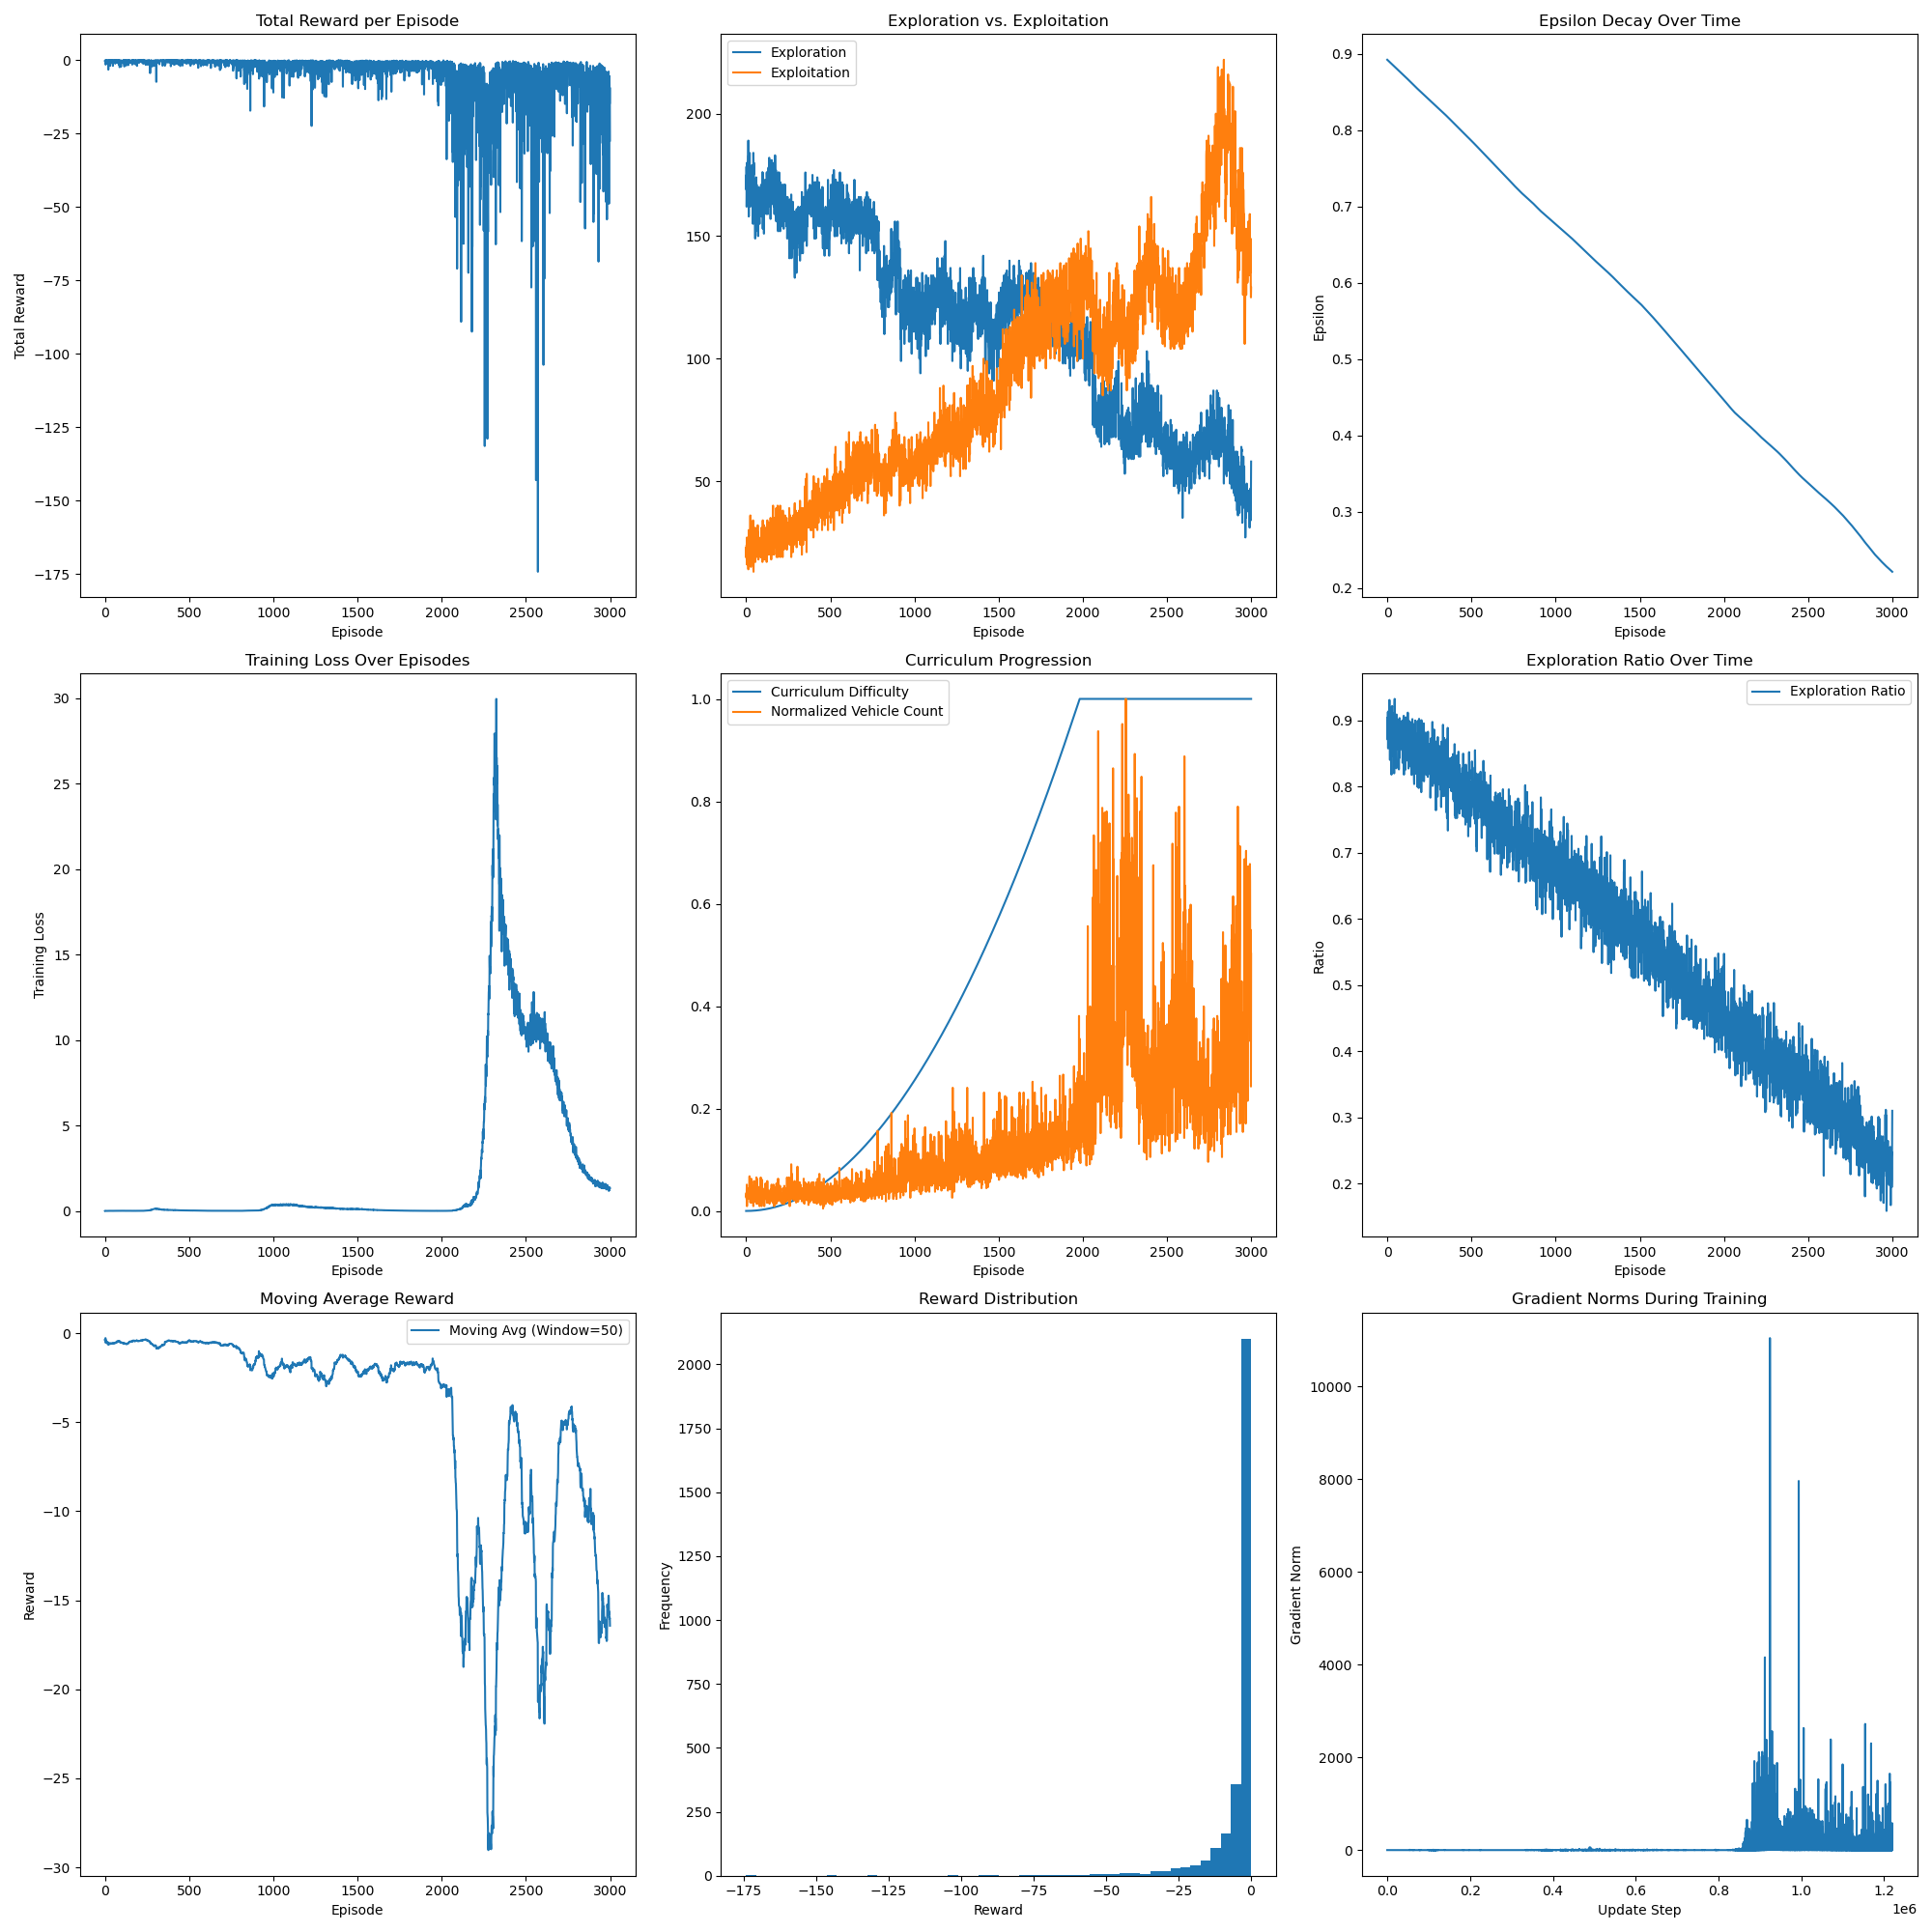 Total Reward per Episode
Total Reward
0
−25
−50
−75
−100
−125
−150
−175
0 500 1000 1500 2000 2500 3000
Episode
Exploration vs. Exploitation
Exploration
Exploitation
200
150
100
50
0 500 1000 1500 2000 2500 3000
Episode
Epsilon Decay Over Time
Epsilon
0.9
0.8
0.7
0.6
0.5
0.4
0.3
0.2
0 500 1000 1500 2000 2500 3000
Episode
Training Loss Over Episodes
Training Loss
30
25
20
15
10
5
0
0 500 1000 1500 2000 2500 3000
Episode
Curriculum Progression
Curriculum Difficulty
Normalized Vehicle Count
1.0
0.8
0.6
0.4
0.2
0.0
0 500 1000 1500 2000 2500 3000
Episode
Exploration Ratio Over Time
Exploration Ratio
Ratio
0.9
0.8
0.7
0.6
0.5
0.4
0.3
0.2
0 500 1000 1500 2000 2500 3000
Episode
Moving Average Reward
Moving Avg (Window=50)
Reward
0
−5
−10
−15
−20
−25
−30
0 500 1000 1500 2000 2500 3000
Episode
Reward Distribution
Frequency
2000
1750
1500
1250
1000
750
500
250
0
−175 −150 −125 −100 −75 −50 −25 0
Reward
Gradient Norms During Training
Gradient Norm
10000
8000
6000
4000
2000
0
0.0 0.2 0.4 0.6 0.8 1.0 1.2
1e6
Update Step